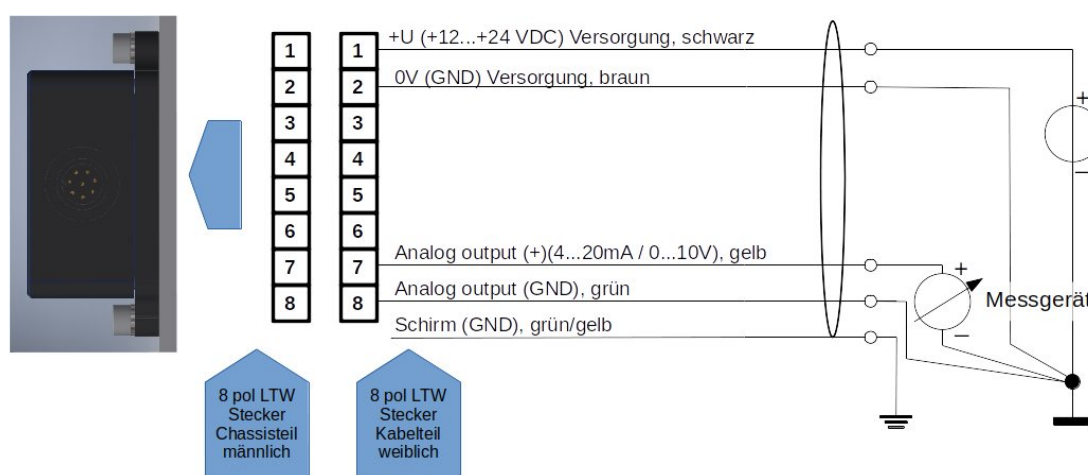 +U (+12...+24 VDC) Versorgung, schwarz
0V (GND) Versorgung, braun
1
2
3
4
5
6
7
8
1
2
3
4
5
6
7
8
+
−
Analog output (+)(4...20mA / 0...10V), gelb
Analog output (GND), grün
Schirm (GND), grün/gelb
+
−
Messgerät
8 pol LTW
Stecker
Chassisteil
männlich
8 pol LTW
Stecker
Kabelteil
weiblich